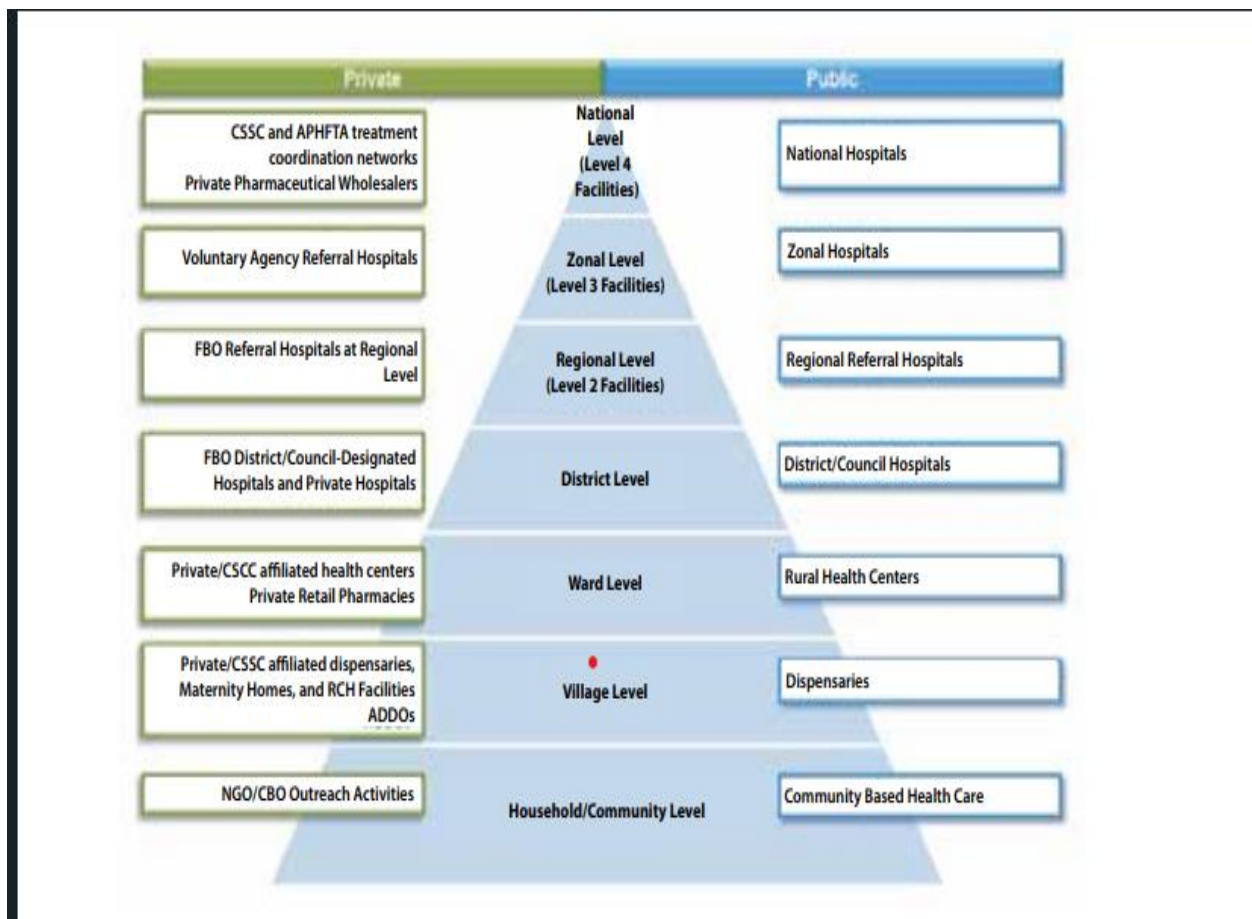 Private
Public
CSSC and APHFTA treatment
coordination networks
Private Pharmaceutical Wholesalers
National
Level
(Level 4
Facilities)
National Hospitals
Voluntary Agency Referral Hospitals
Zonal Level
(Level 3 Facilities)
Zonal Hospitals
FBO Referral Hospitals at Regional
Level
Regional Level
(Level 2 Facilities)
Regional Referral Hospitals
FBO District/Council-Designated
Hospitals and Private Hospitals
District Level
District/Council Hospitals
Private/CSCC affiliated health centers
Private Retail Pharmacies
Ward Level
Rural Health Centers
Private/CSSC affiliated dispensaries,
Maternity Homes, and RCH Facilities
ADDOs
Village Level
Dispensaries
NGO/CBO Outreach Activities
Household/Community Level
Community Based Health Care